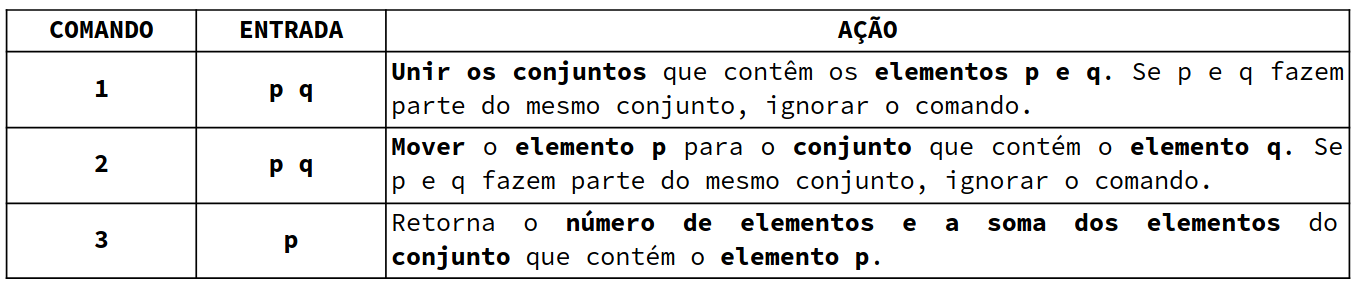 COMANDO ENTRADA AÇÃO
1 p q Unir os conjuntos que contêm os elementos p e q. Se p e q fazem
parte do mesmo conjunto, ignorar o comando.
2 p q Mover o elemento p para o conjunto que contém o elemento q. Se
p e q fazem parte do mesmo conjunto, ignorar o comando.
3 p Retorna o número de elementos e a soma dos elementos do
conjunto que contém o elemento p.